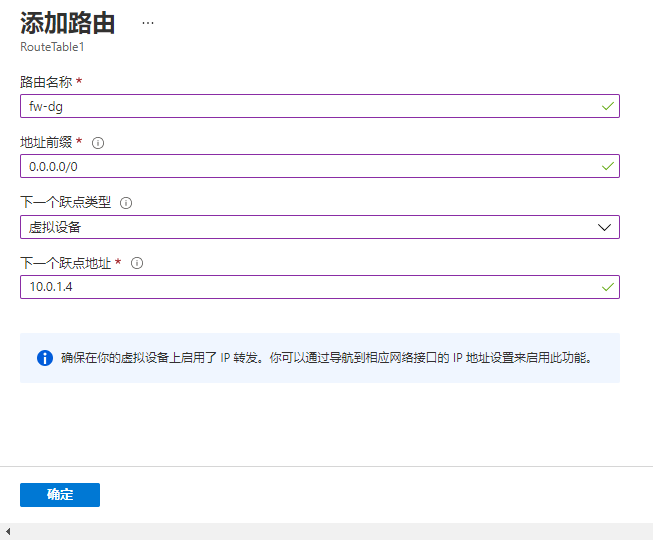 添加路由 ...
RouteTable1
路由名称 *
fw-dg
地址前缀 *
0.0.0.0/0
下一个跃点类型
虚拟设备
下一个跃点地址 *
10.0.1.4
确保在你的虚拟设备上启用了 IP 转发。你可以通过导航到相应网络接口的 IP 地址设置来启用此功能。
确定